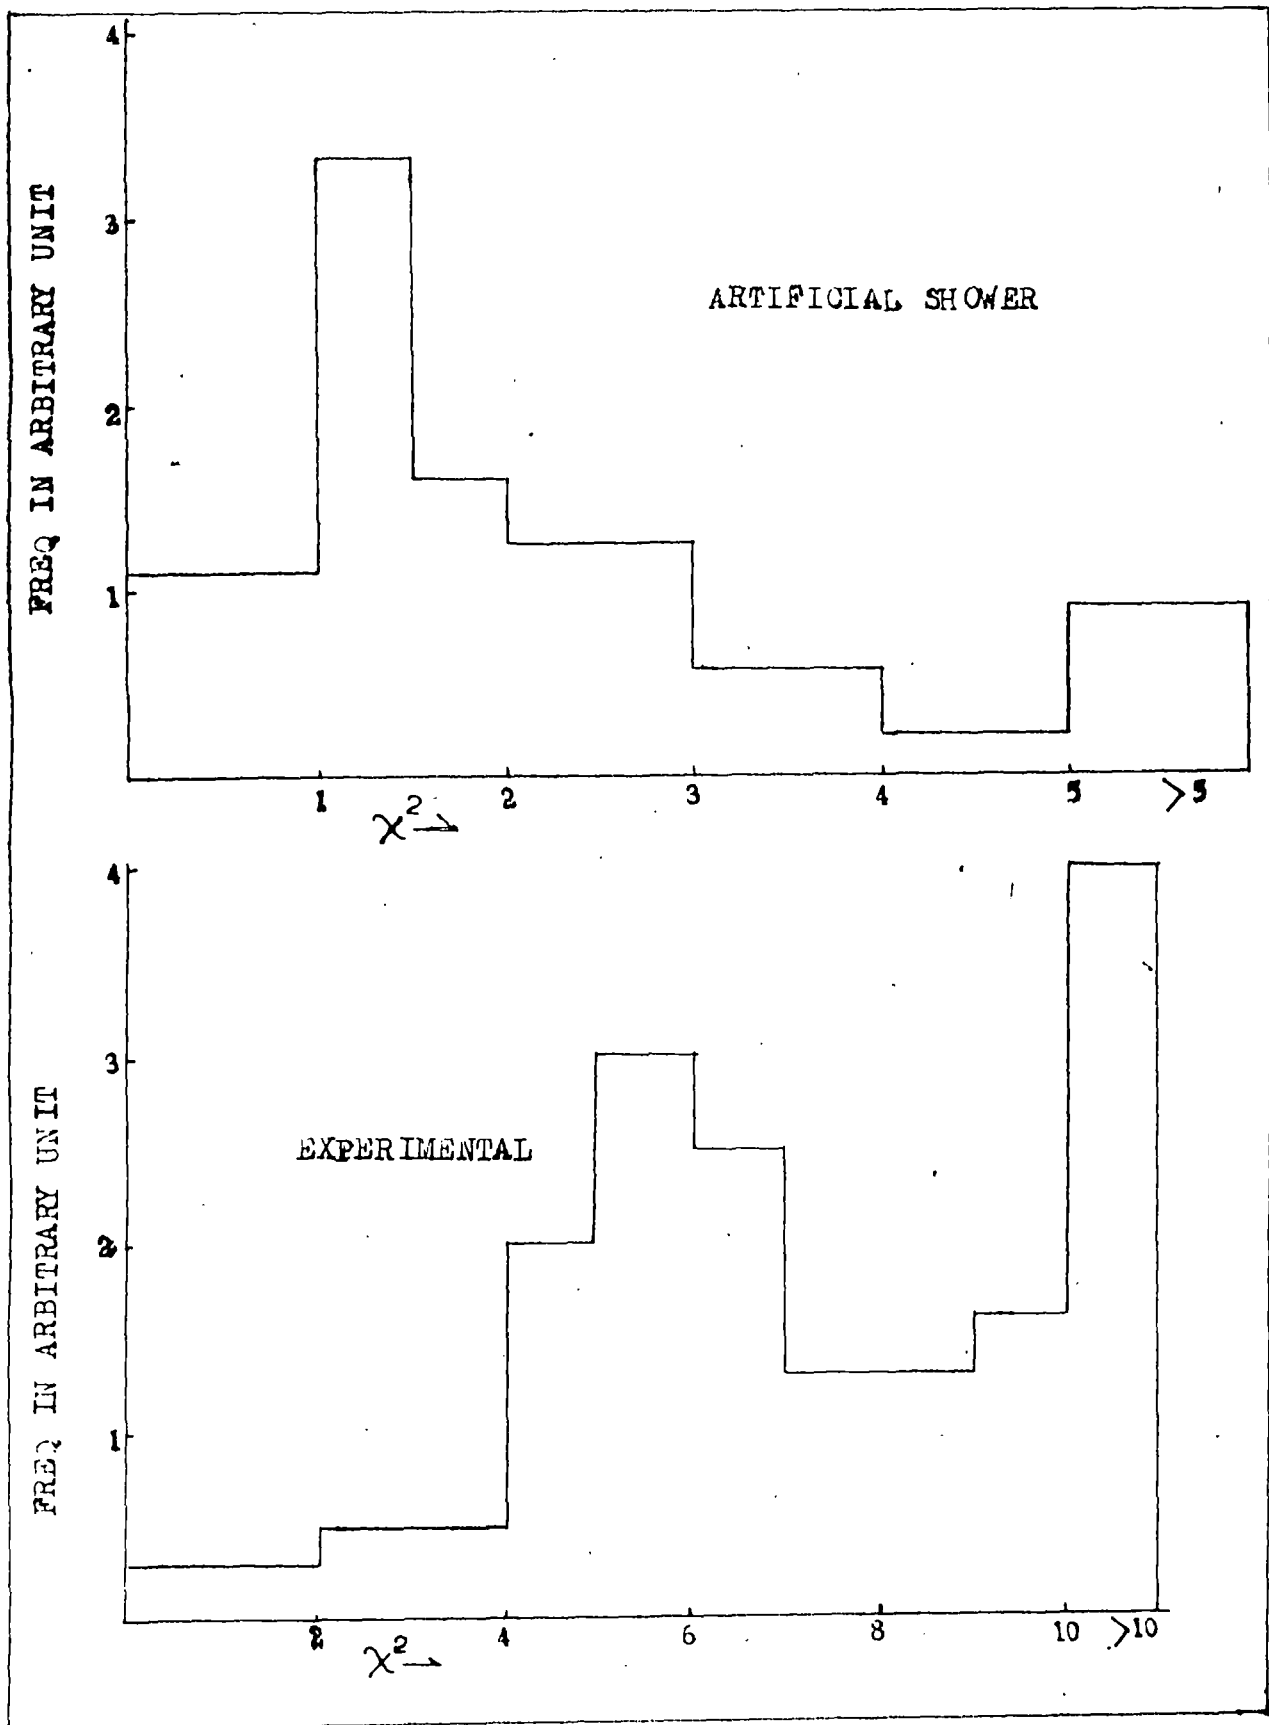 4
3
2
1
FREQ IN ARBITRARY UNIT
ARTIFICIAL SHOWER
1 2 3 4 5 >5
χ²→
4
3
2
1
FREQ IN ARBITRARY UNIT
EXPERIMENTAL
2 4 6 8 10 >10
χ²→